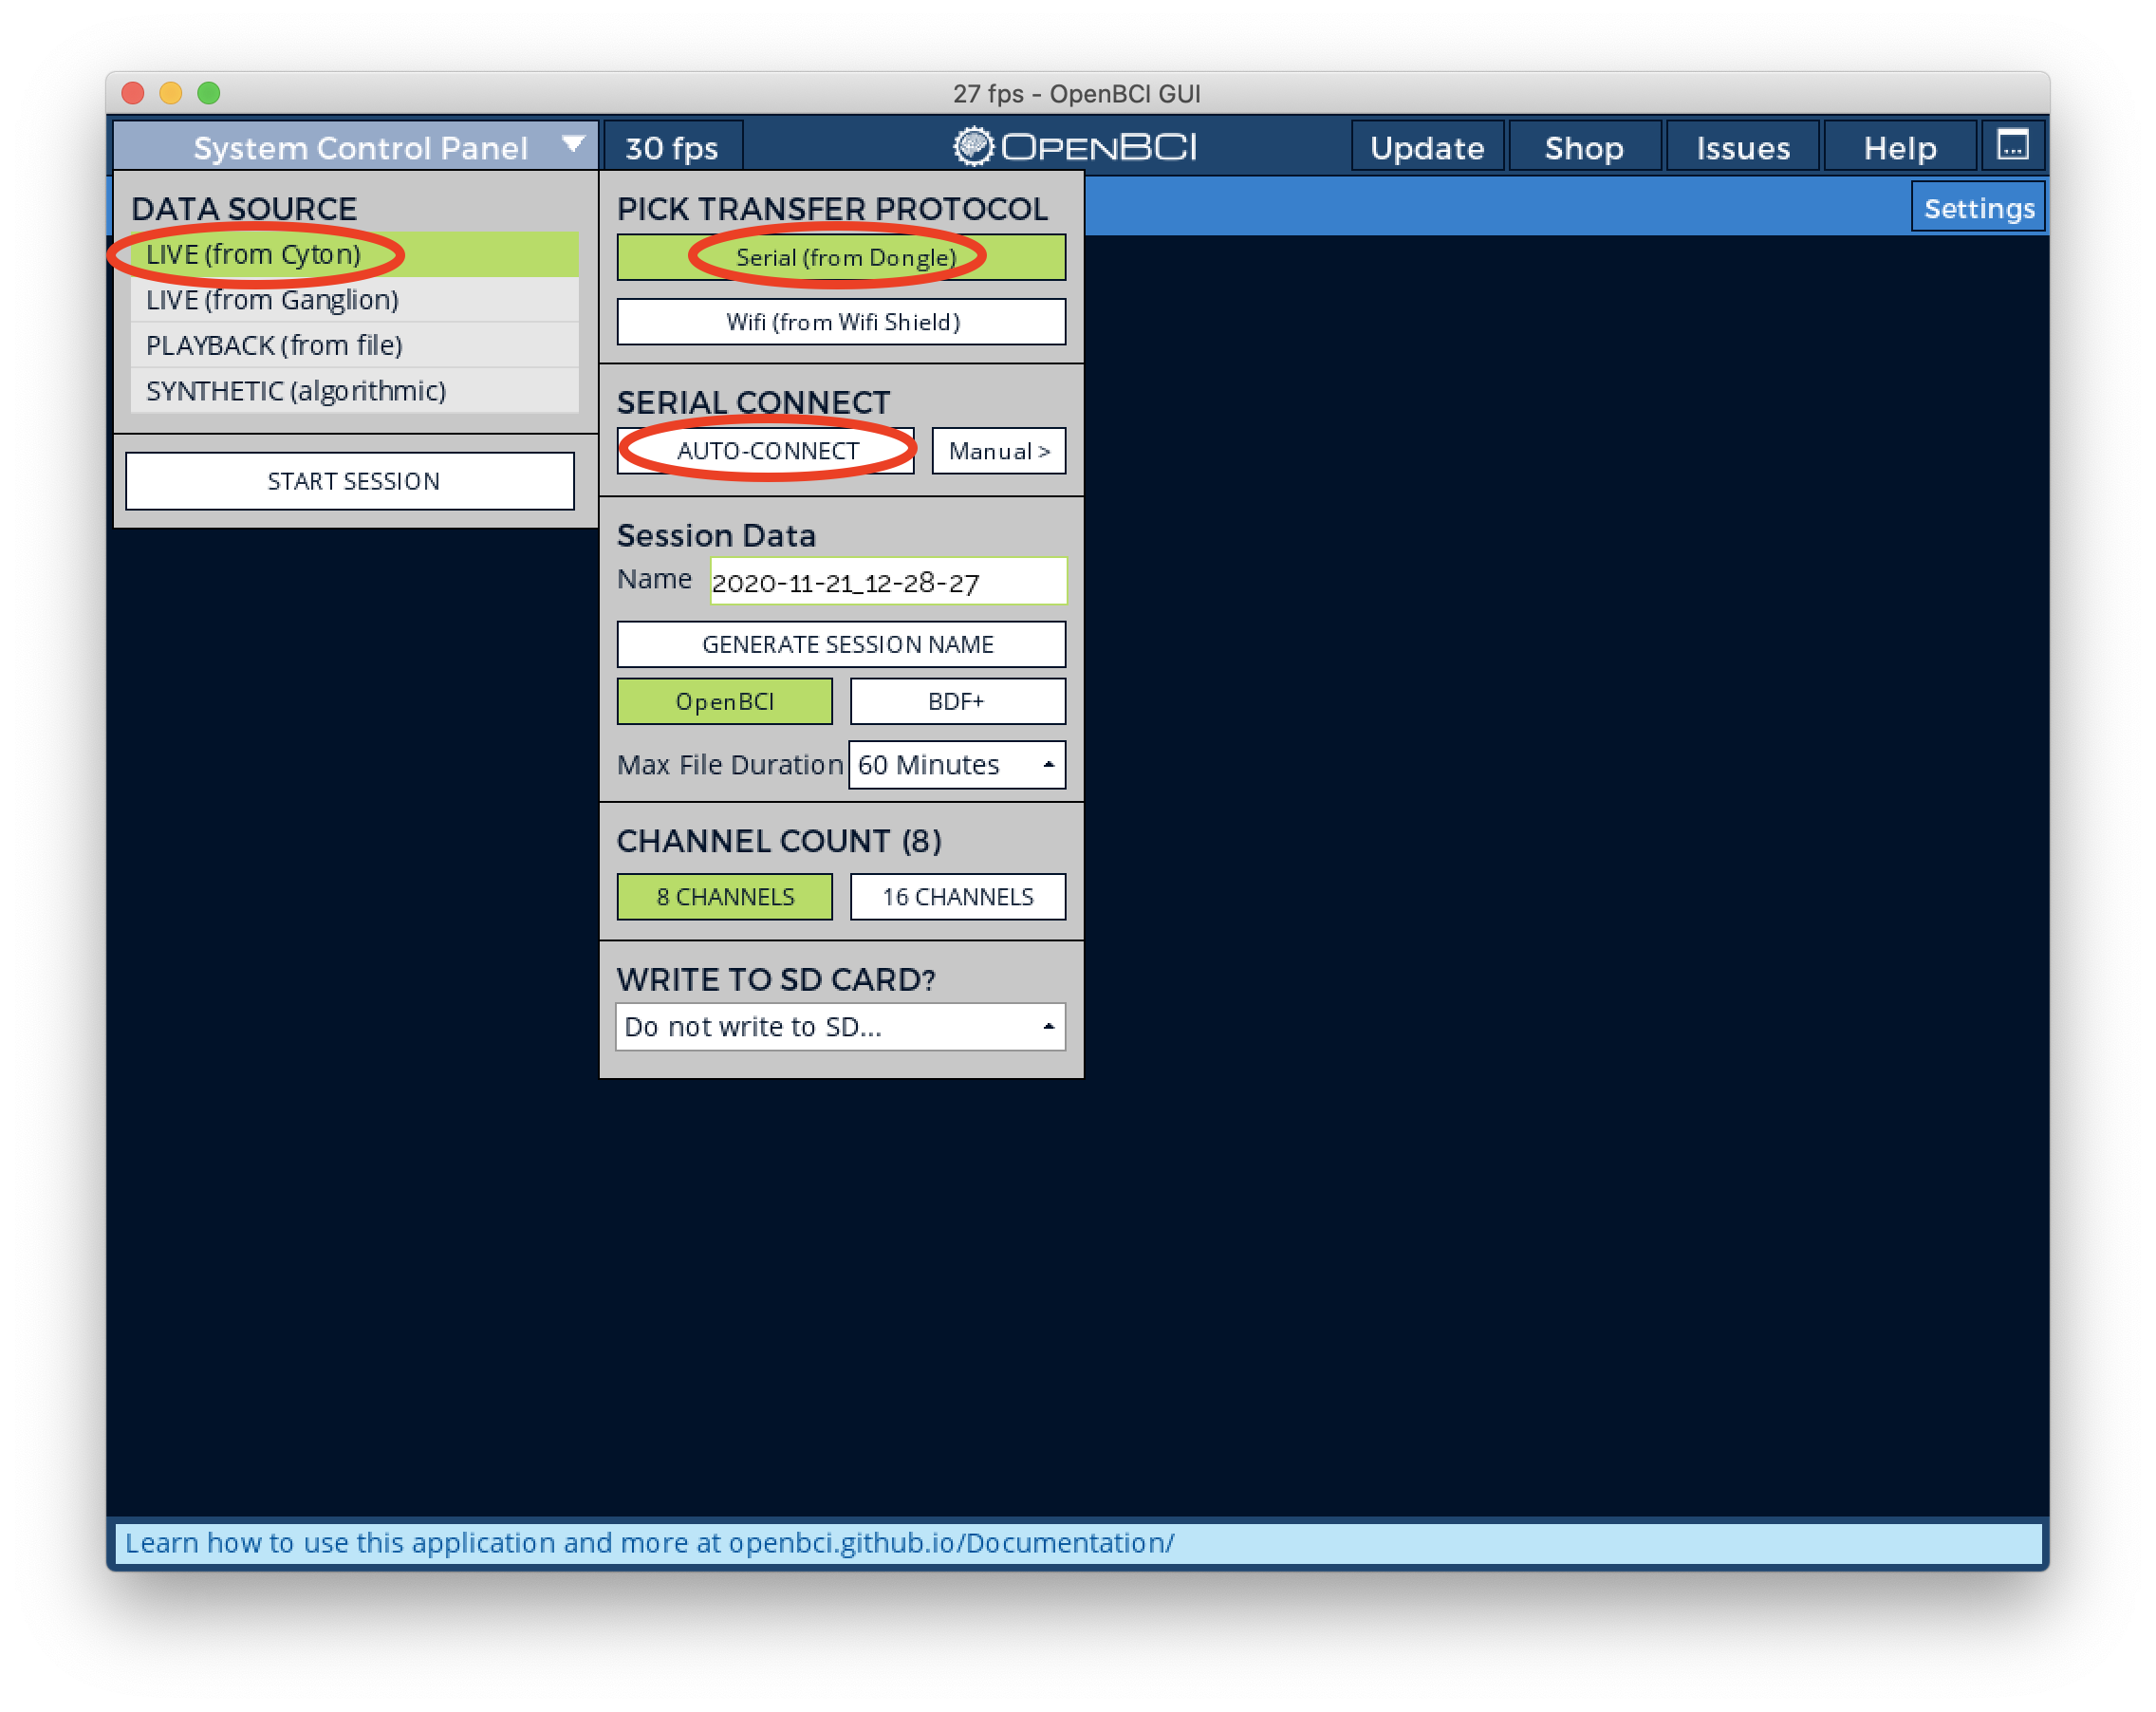 27 fps - OpenBCI GUI
System Control Panel
30 fps
OPENBCI
Update
Shop
Issues
Help
...
Settings
DATA SOURCE
LIVE (from Cyton)
LIVE (from Ganglion)
PLAYBACK (from file)
SYNTHETIC (algorithmic)
START SESSION
PICK TRANSFER PROTOCOL
Serial (from Dongle)
Wifi (from Wifi Shield)
SERIAL CONNECT
AUTO-CONNECT
Manual >
Session Data
Name 2020-11-21_12-28-27
GENERATE SESSION NAME
OpenBCI
BDF+
Max File Duration 60 Minutes
CHANNEL COUNT (8)
8 CHANNELS
16 CHANNELS
WRITE TO SD CARD?
Do not write to SD...
Learn how to use this application and more at openbci.github.io/Documentation/